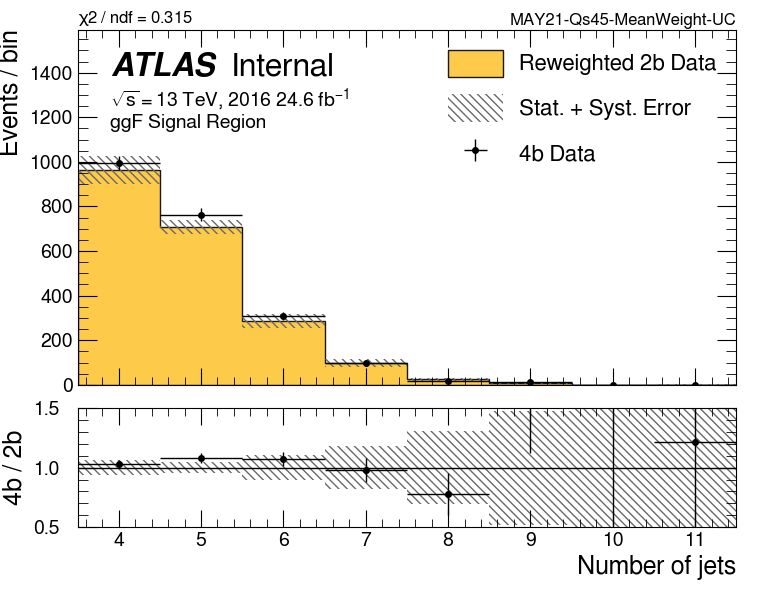 χ2 / ndf = 0.315
MAY21-Qs45-MeanWeight-UC
Events / bin
ATLAS Internal
√s = 13 TeV, 2016 24.6 fb⁻¹
ggF Signal Region
Reweighted 2b Data
Stat. + Syst. Error
4b Data
1400
1200
1000
800
600
400
200
0
4b / 2b
1.5
1.0
0.5
4 5 6 7 8 9 10 11
Number of jets